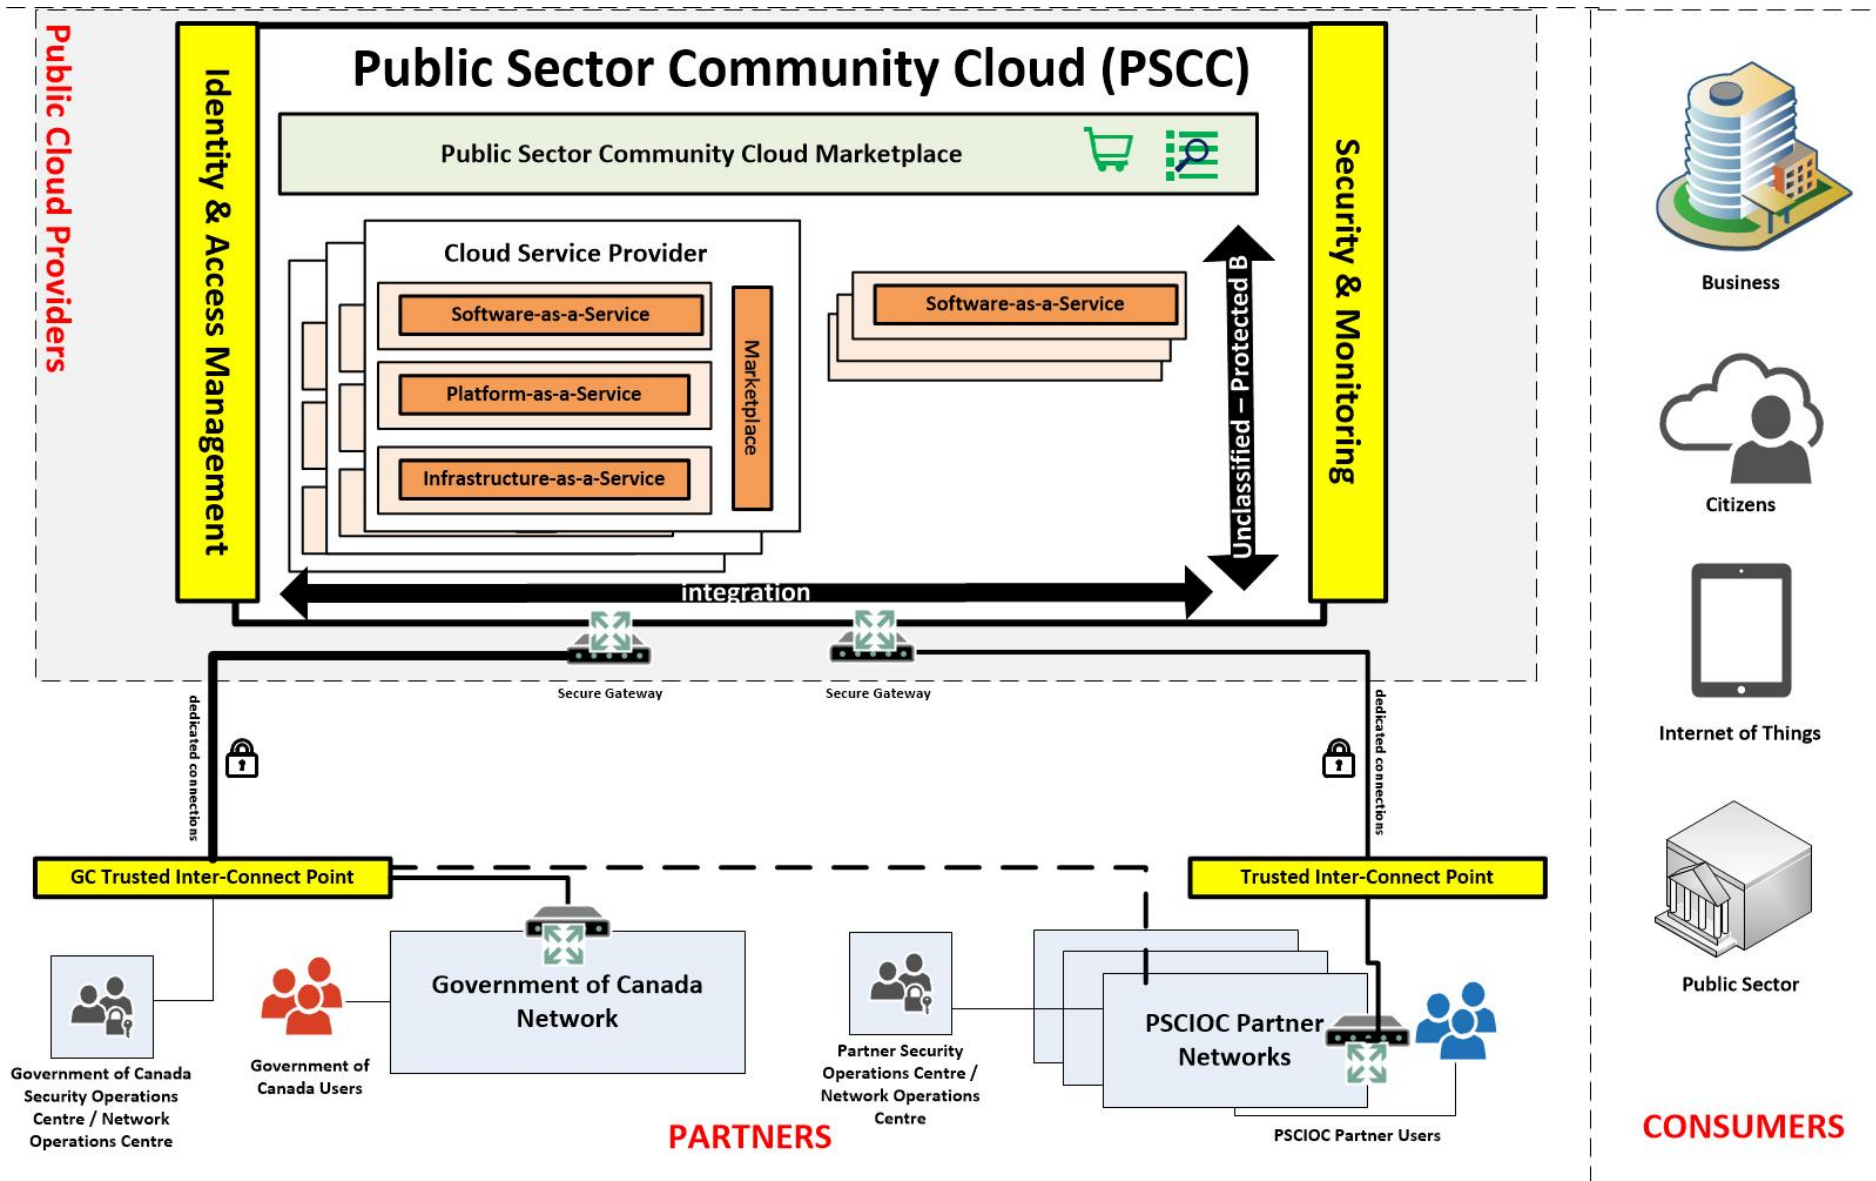 Public Cloud Providers
Identity & Access Management
Public Sector Community Cloud (PSCC)
Public Sector Community Cloud Marketplace
Cloud Service Provider
Software-as-a-Service
Platform-as-a-Service
Infrastructure-as-a-Service
Marketplace
Software-as-a-Service
Unclassified – Protected B
integration
Security & Monitoring
Secure Gateway
Secure Gateway
dedicated connections
dedicated connections
GC Trusted Inter-Connect Point
Trusted Inter-Connect Point
Government of Canada
Security Operations
Centre / Network
Operations Centre
Government of
Canada Users
Government of Canada
Network
Partner Security
Operations Centre /
Network Operations
Centre
PSCIOC Partner
Networks
PSCIOC Partner Users
PARTNERS
Business
Citizens
Internet of Things
Public Sector
CONSUMERS